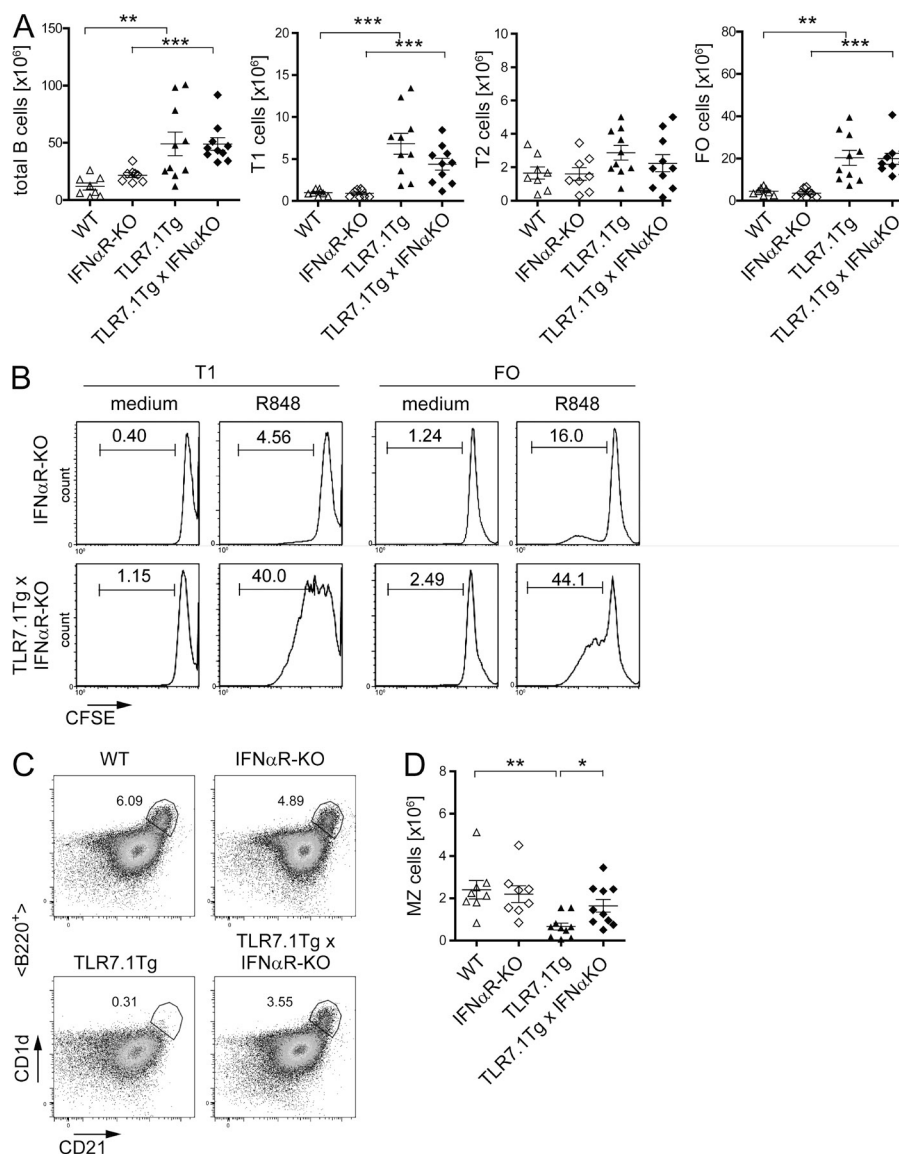 A
total B cells [x10⁶]
150
100
50
0
**
***
WT
IFNαR-KO
TLR7.1Tg
TLR7.1Tg x IFNαKO
T1 cells [x10⁶]
20
15
10
5
0
***
***
WT
IFNαR-KO
TLR7.1Tg
TLR7.1Tg x IFNαKO
T2 cells [x10⁶]
10
8
6
4
2
0
WT
IFNαR-KO
TLR7.1Tg
TLR7.1Tg x IFNαKO
FO cells [x10⁶]
80
60
40
20
0
**
***
WT
IFNαR-KO
TLR7.1Tg
TLR7.1Tg x IFNαKO
B
T1
FO
medium
R848
medium
R848
IFNαR-KO
count
0.40
4.56
1.24
16.0
TLR7.1Tg x
IFNαR-KO
count
1.15
40.0
2.49
44.1
CFSE
C
WT
IFNαR-KO
6.09
4.89
<B220⁺>
TLR7.1Tg
TLR7.1Tg x
IFNαR-KO
0.31
3.55
CD1d
CD21
D
MZ cells [x10⁶]
8
6
4
2
0
**
*
WT
IFNαR-KO
TLR7.1Tg
TLR7.1Tg x IFNαKO